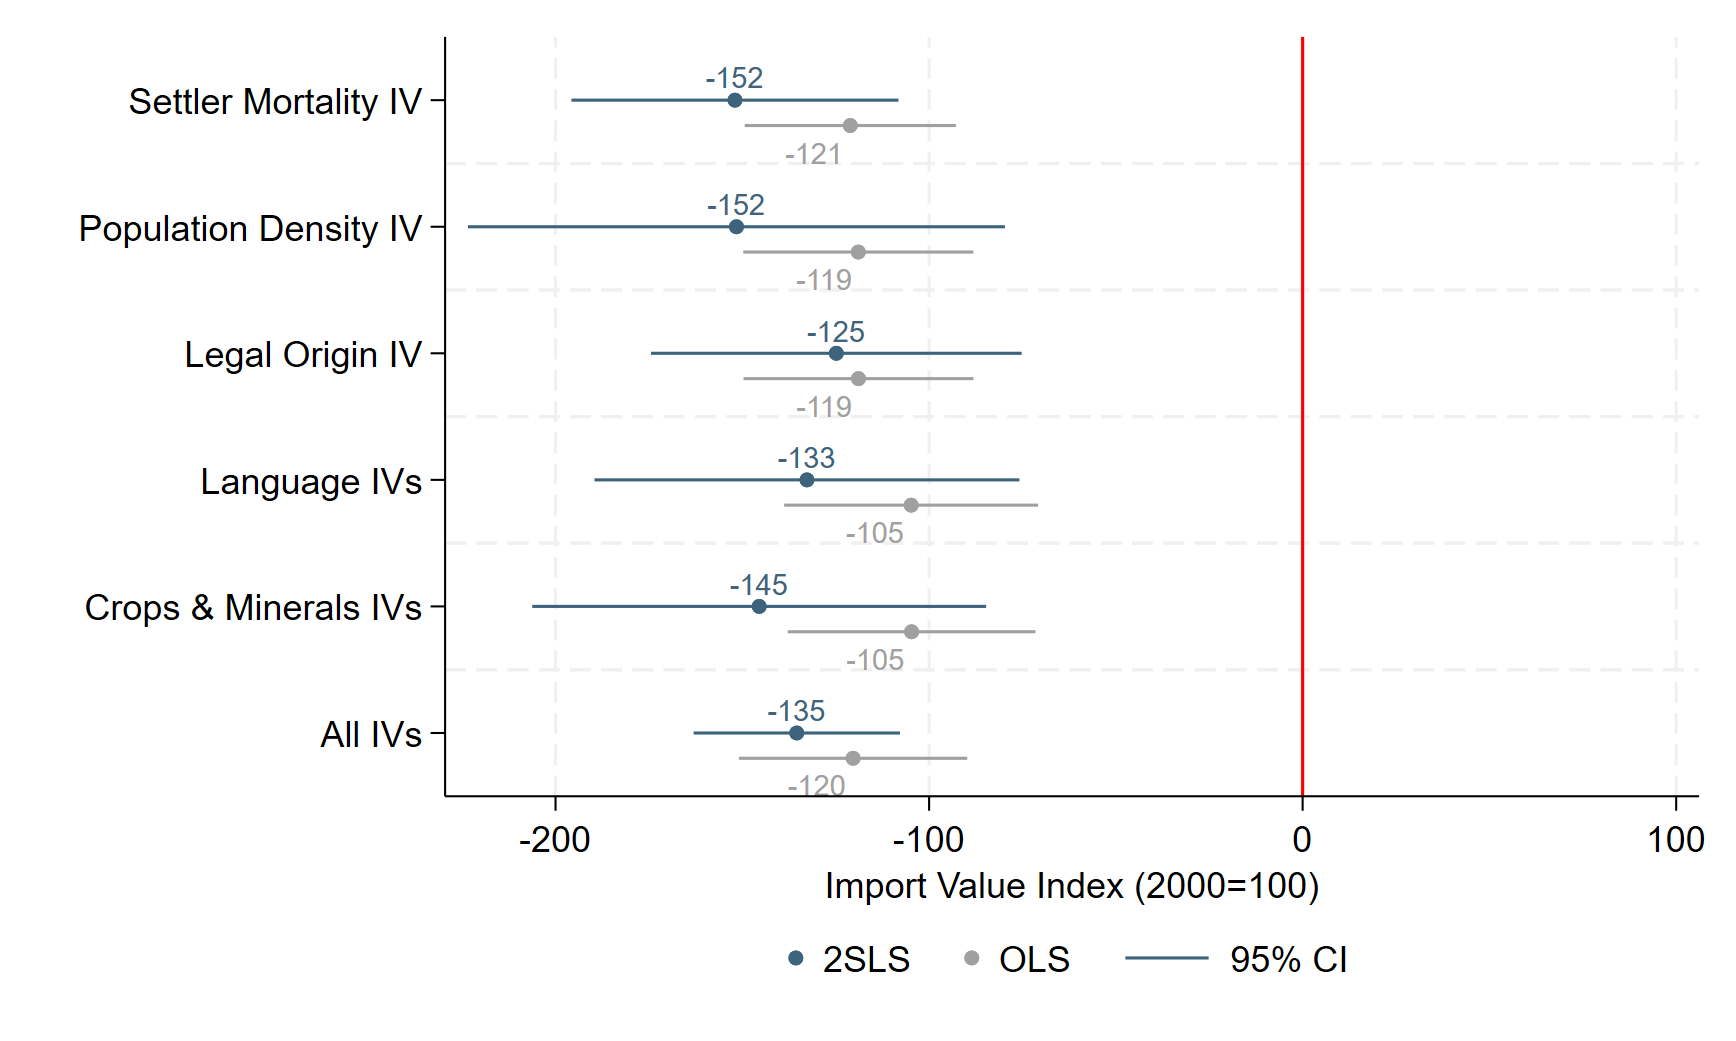 -152
Settler Mortality IV
-121
-152
Population Density IV
-119
-125
Legal Origin IV
-119
-133
Language IVs
-105
-145
Crops & Minerals IVs
-105
-135
All IVs
-120
-200 -100 0 100
Import Value Index (2000=100)
2SLS OLS 95% CI